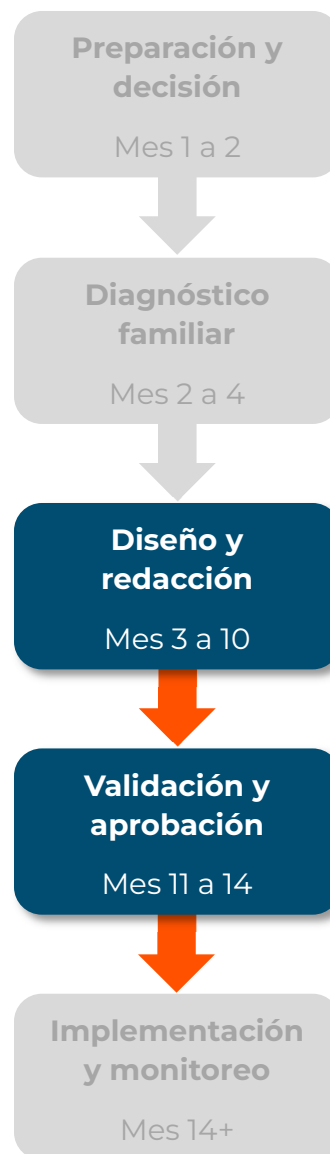 Preparación y
decisión
Mes 1 a 2
Diagnóstico
familiar
Mes 2 a 4
Diseño y
redacción
Mes 3 a 10
Validación y
aprobación
Mes 11 a 14
Implementación
y monitoreo
Mes 14+